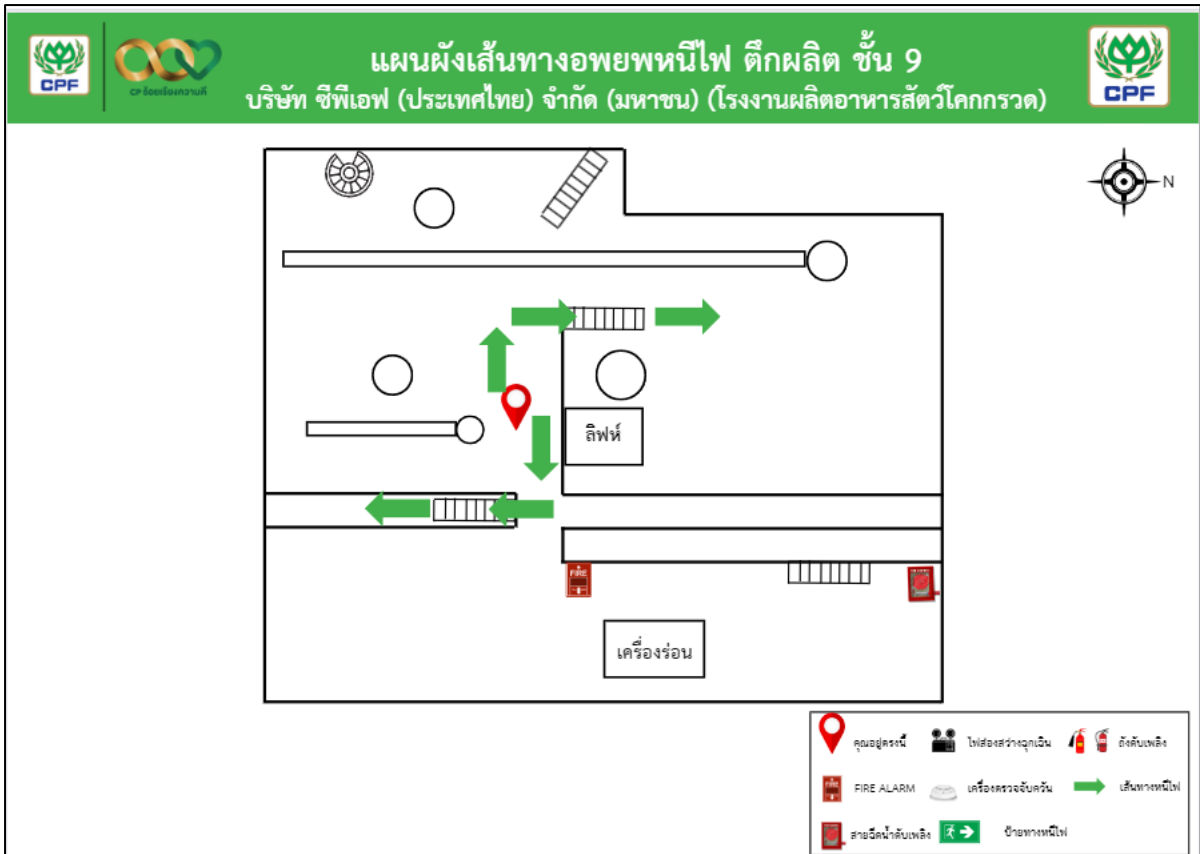 CPF
CP ร้อยเรียงความดี
แผนผังเส้นทางอพยพหนีไฟ ตึกผลิต ชั้น 9
บริษัท ซีพีเอฟ (ประเทศไทย) จำกัด (มหาชน) (โรงงานผลิตอาหารสัตว์โคกกรวด)
CPF
N
ลิฟท์
FIRE
เครื่องร่อน
คุณอยู่ตรงนี้
ไฟส่องสว่างฉุกเฉิน
ถังดับเพลิง
FIRE
FIRE ALARM
เครื่องตรวจจับควัน
เส้นทางหนีไฟ
สายฉีดน้ำดับเพลิง
ป้ายทางหนีไฟ